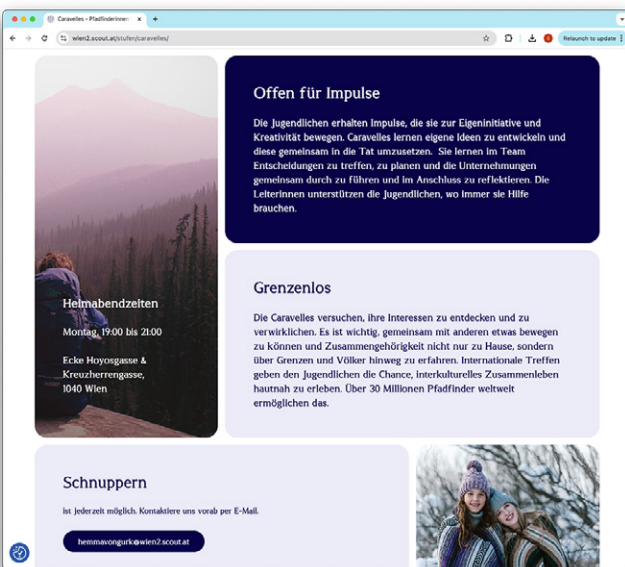 Caravelles – Pfadfinderinnen
wien2.scout.at/stufen/caravelles/
Relaunch to update
Offen für Impulse
Die Jugendlichen erhalten Impulse, die sie zur Eigeninitiative und
Kreativität bewegen. Caravelles lernen eigene Ideen zu entwickeln und
diese gemeinsam in die Tat umzusetzen. Sie lernen im Team
Entscheidungen zu treffen, zu planen und die Unternehmungen
gemeinsam durch zu führen und im Anschluss zu reflektieren. Die
LeiterInnen unterstützen die Jugendlichen, wo immer sie Hilfe
brauchen.
Heimabendzeiten
Montag, 19:00 bis 21:00
Ecke Hoyosgasse &
Kreuzherrengasse,
1040 Wien
Grenzenlos
Die Caravelles versuchen, ihre Interessen zu entdecken und zu
verwirklichen. Es ist wichtig, gemeinsam mit anderen etwas bewegen
zu können und Zusammengehörigkeit nicht nur zu Hause, sondern
über Grenzen und Völker hinweg zu erfahren. Internationale Treffen
geben den Jugendlichen die Chance, interkulturelles Zusammenleben
hautnah zu erleben. Über 30 Millionen Pfadfinder weltweit
ermöglichen das.
Schnuppern
ist jederzeit möglich. Kontaktiere uns vorab per E-Mail.
hemmavongurk@wien2.scout.at